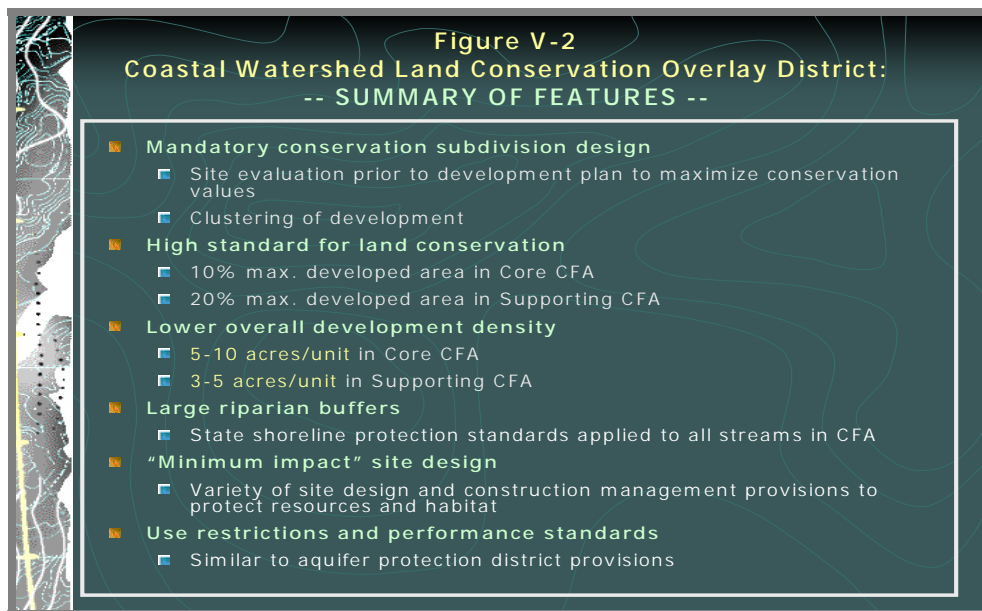 Figure V-2
Coastal Watershed Land Conservation Overlay District:
-- SUMMARY OF FEATURES --
Mandatory conservation subdivision design
Site evaluation prior to development plan to maximize conservation
values
Clustering of development
High standard for land conservation
10% max. developed area in Core CFA
20% max. developed area in Supporting CFA
Lower overall development density
5-10 acres/unit in Core CFA
3-5 acres/unit in Supporting CFA
Large riparian buffers
State shoreline protection standards applied to all streams in CFA
“Minimum impact” site design
Variety of site design and construction management provisions to
protect resources and habitat
Use restrictions and performance standards
Similar to aquifer protection district provisions